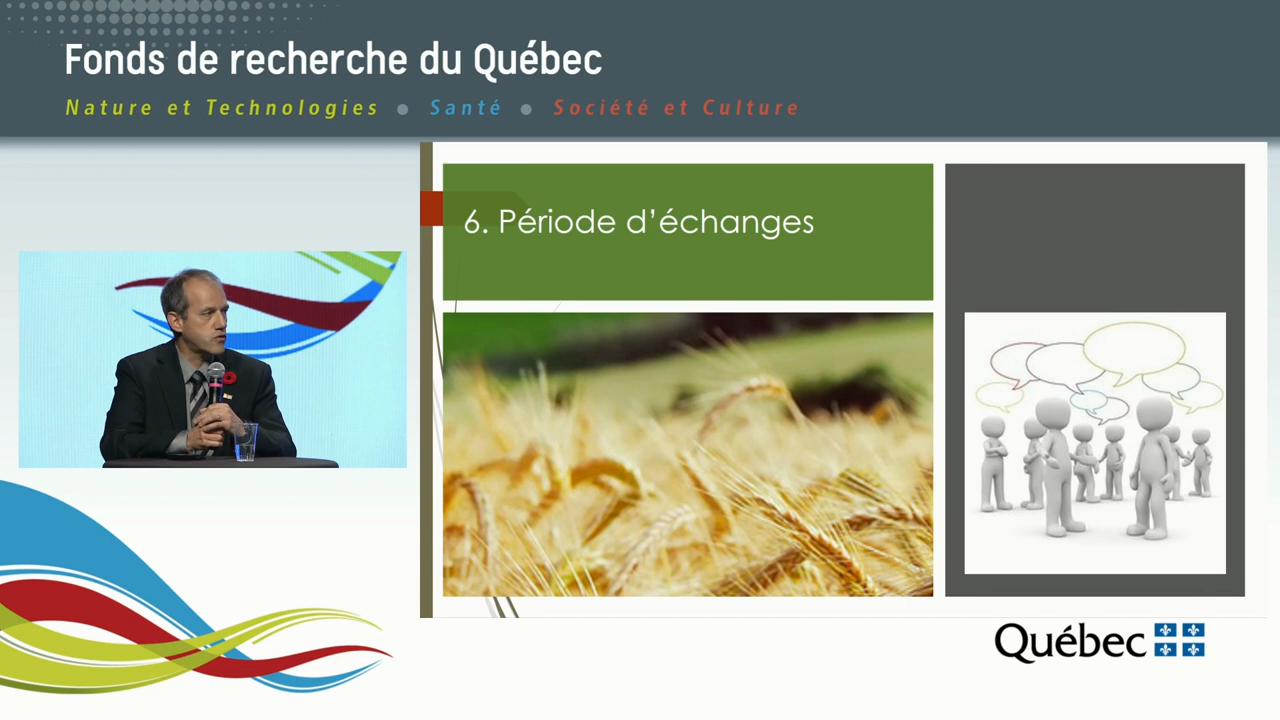 Fonds de recherche du Québec
Nature et Technologies ● Santé ● Société et Culture
6. Période d'échanges
Québec